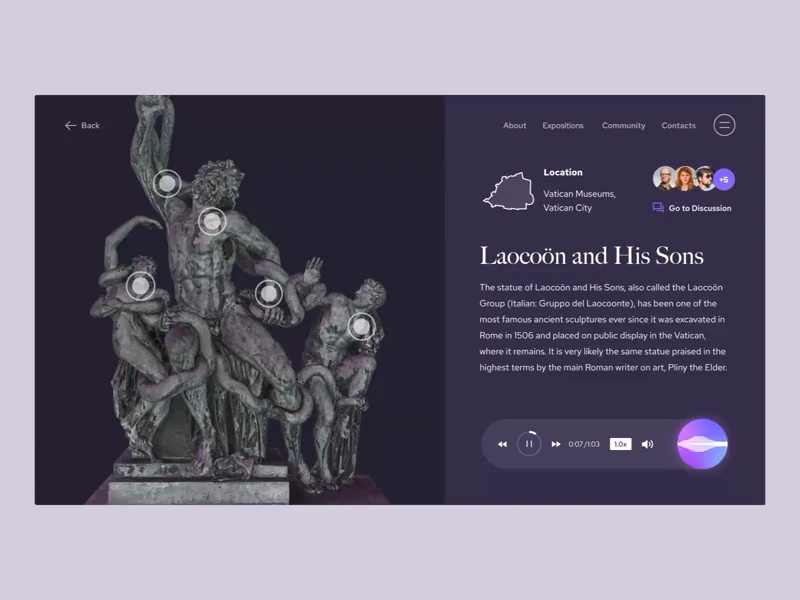 Back
About
Expositions
Community
Contacts
Location
Vatican Museums,
Vatican City
+5
Go to Discussion
Laocoön and His Sons
The statue of Laocoön and His Sons, also called the Laocoön
Group (Italian: Gruppo del Laocoonte), has been one of the
most famous ancient sculptures ever since it was excavated in
Rome in 1506 and placed on public display in the Vatican,
where it remains. It is very likely the same statue praised in the
highest terms by the main Roman writer on art, Pliny the Elder.
0:07/1:03
1.0x